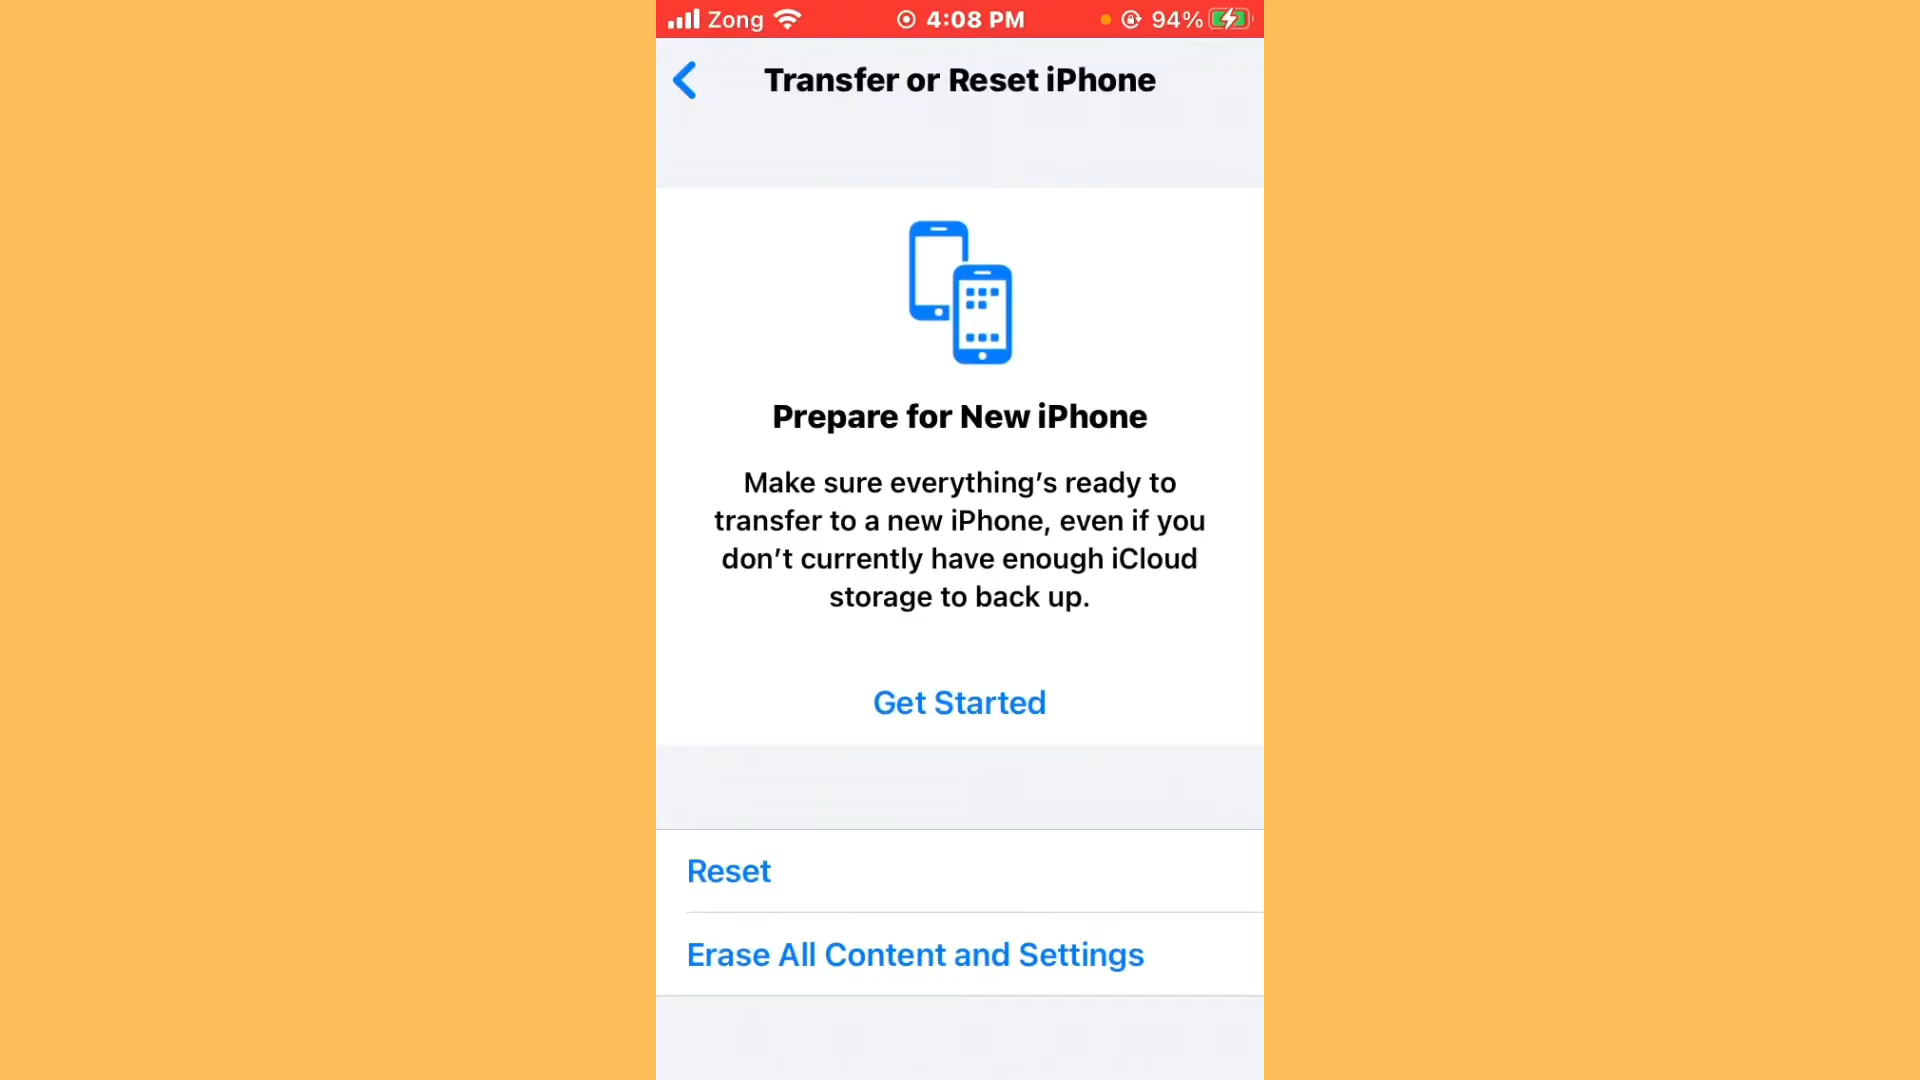 Zong 4:08 PM 94%
Transfer or Reset iPhone
Prepare for New iPhone
Make sure everything’s ready to
transfer to a new iPhone, even if you
don’t currently have enough iCloud
storage to back up.
Get Started
Reset
Erase All Content and Settings